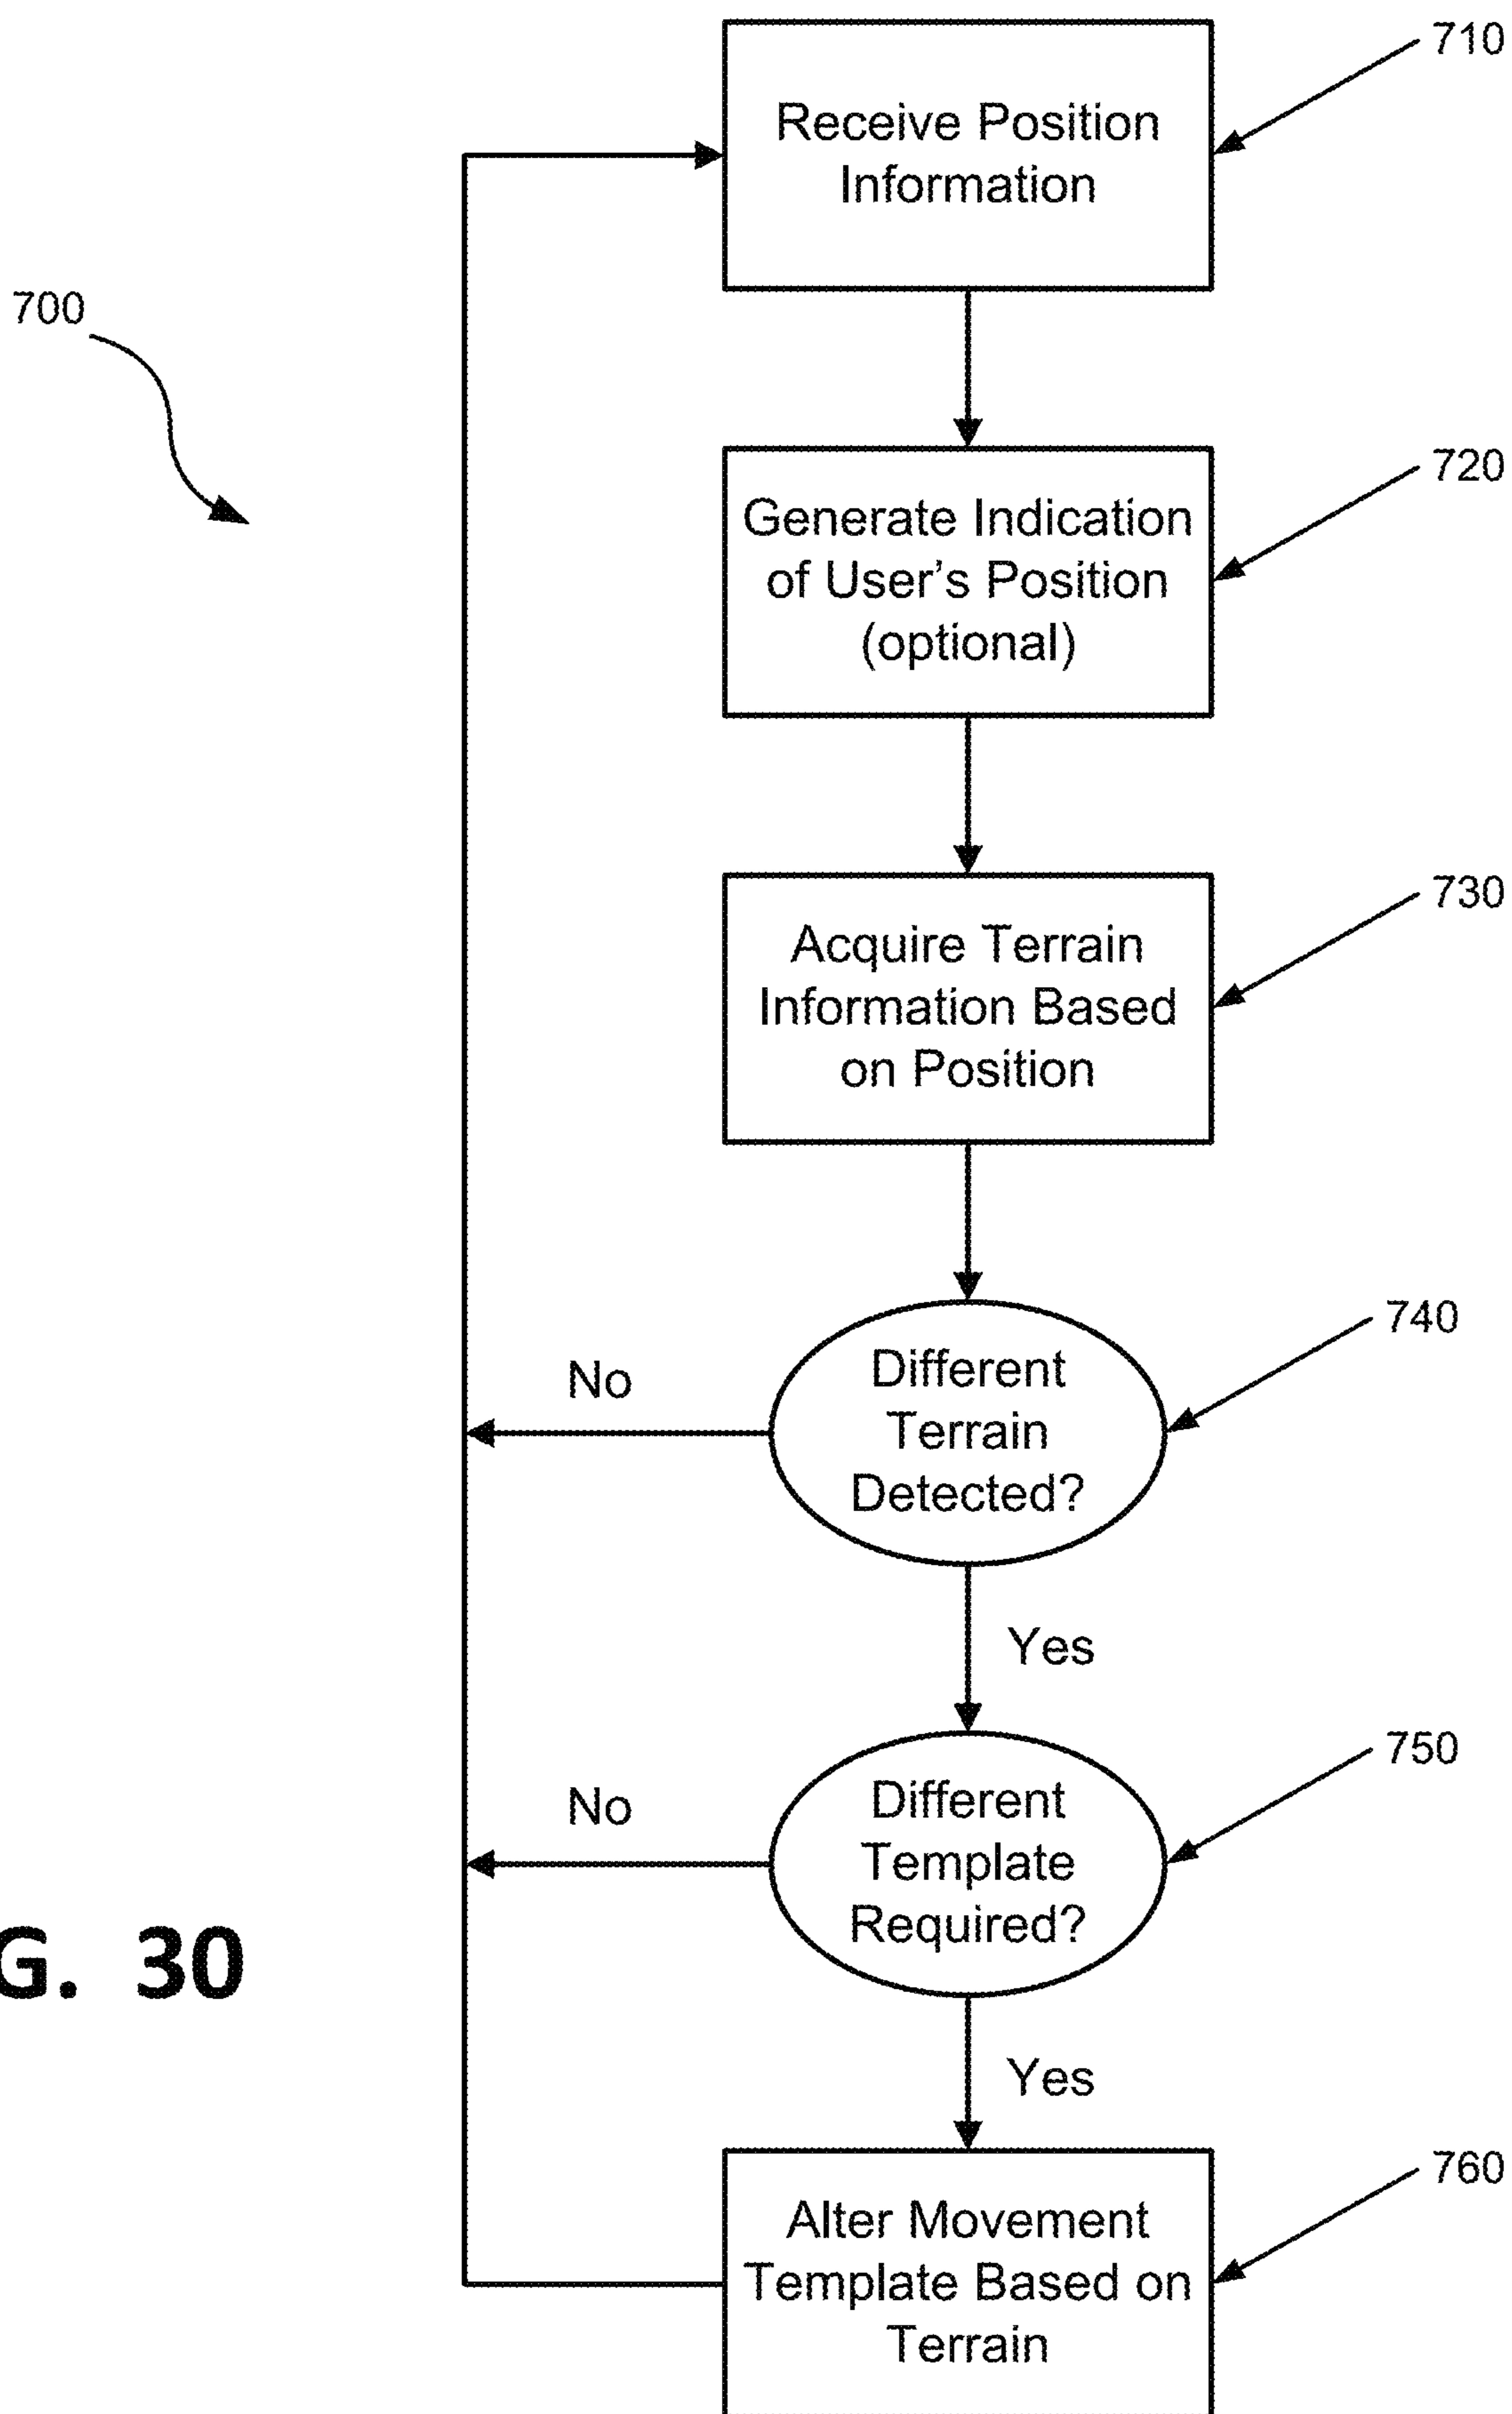 710
Receive Position
Information
700
720
Generate Indication
of User's Position
(optional)
730
Acquire Terrain
Information Based
on Position
740
Different
Terrain
Detected?
No
Yes
750
Different
Template
Required?
No
G. 30
Yes
760
Alter Movement
Template Based on
Terrain